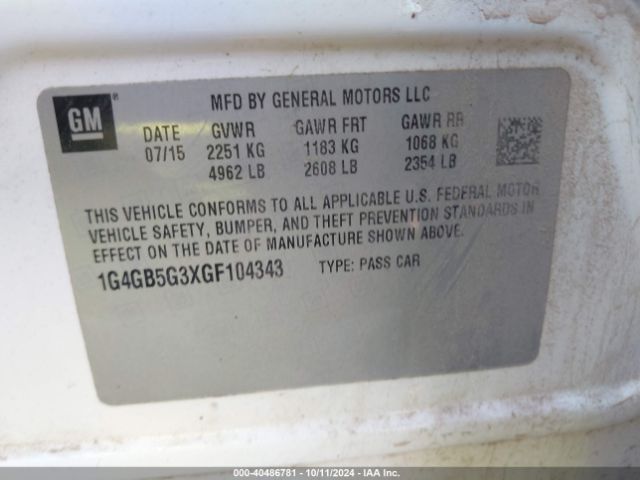 GM®
MFD BY GENERAL MOTORS LLC
DATE GVWR GAWR FRT GAWR RR
07/15 2251 KG 1183 KG 1068 KG
4962 LB 2608 LB 2354 LB
THIS VEHICLE CONFORMS TO ALL APPLICABLE U.S. FEDERAL MOTOR
VEHICLE SAFETY, BUMPER, AND THEFT PREVENTION STANDARDS IN
EFFECT ON THE DATE OF MANUFACTURE SHOWN ABOVE.
1G4GB5G3XGF104343 TYPE: PASS CAR
000-40486781 - 10/11/2024 - IAAI.COM